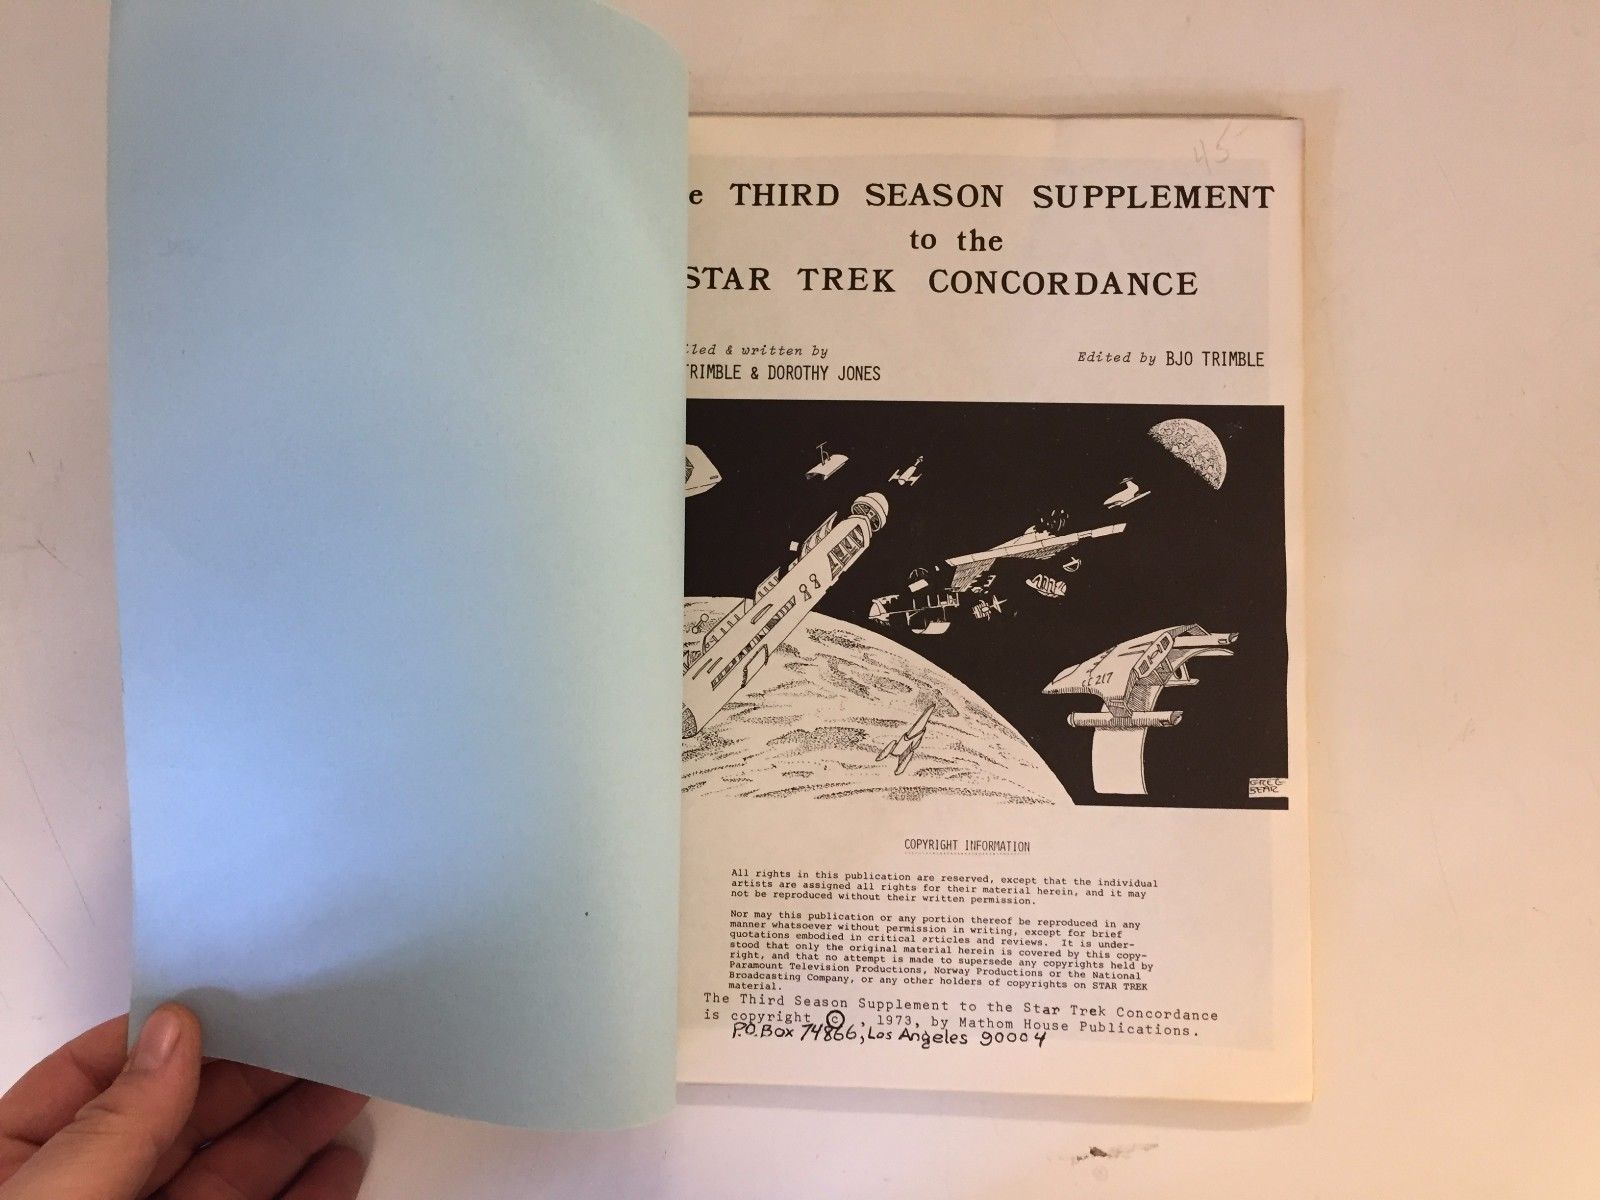 45
e THIRD SEASON SUPPLEMENT
to the
STAR TREK CONCORDANCE
iled & written by
TRIMBLE & DOROTHY JONES
Edited by BJO TRIMBLE
CE 217
GREG
BEAR
COPYRIGHT INFORMATION
All rights in this publication are reserved, except that the individual
artists are assigned all rights for their material herein, and it may
not be reproduced without their written permission.
Nor may this publication or any portion thereof be reproduced in any
manner whatsoever without permission in writing, except for brief
quotations embodied in critical articles and reviews. It is under-
stood that only the original material herein is covered by this copy-
right, and that no attempt is made to supersede any copyrights held by
Paramount Television Productions, Norway Productions or the National
Broadcasting Company, or any other holders of copyrights on STAR TREK
material.
The Third Season Supplement to the Star Trek Concordance
is copyright ©, 1973, by Mathom House Publications.
P.O. Box 74866, Los Angeles 90004